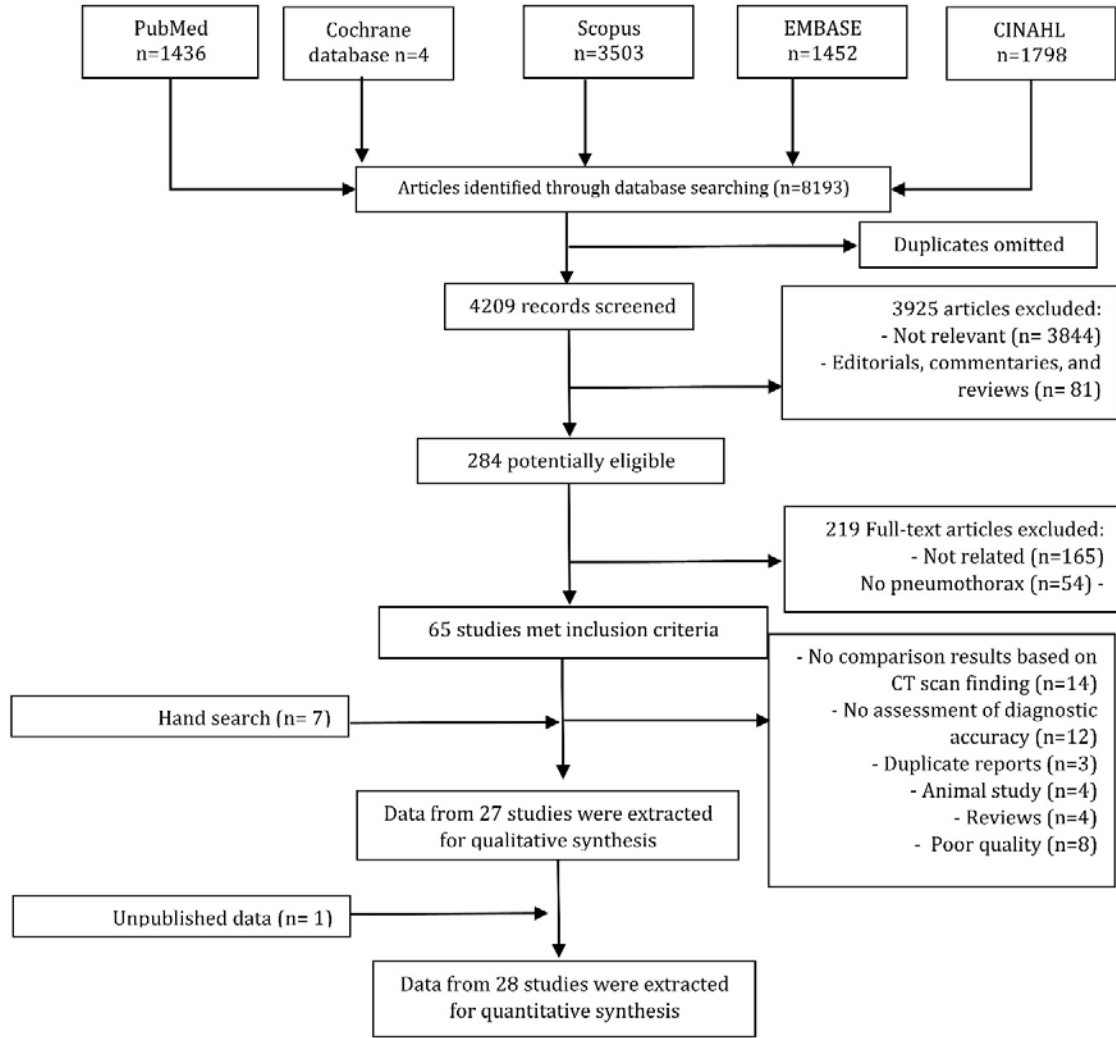 PubMed
n=1436
Cochrane
database n=4
Scopus
n=3503
EMBASE
n=1452
CINAHL
n=1798
Articles identified through database searching (n=8193)
Duplicates omitted
4209 records screened
3925 articles excluded:
- Not relevant (n= 3844)
- Editorials, commentaries, and
reviews (n= 81)
284 potentially eligible
219 Full-text articles excluded:
- Not related (n=165)
No pneumothorax (n=54) -
65 studies met inclusion criteria
- No comparison results based on
CT scan finding (n=14)
- No assessment of diagnostic
accuracy (n=12)
- Duplicate reports (n=3)
- Animal study (n=4)
- Reviews (n=4)
- Poor quality (n=8)
Hand search (n= 7)
Data from 27 studies were extracted
for qualitative synthesis
Unpublished data (n= 1)
Data from 28 studies were extracted
for quantitative synthesis